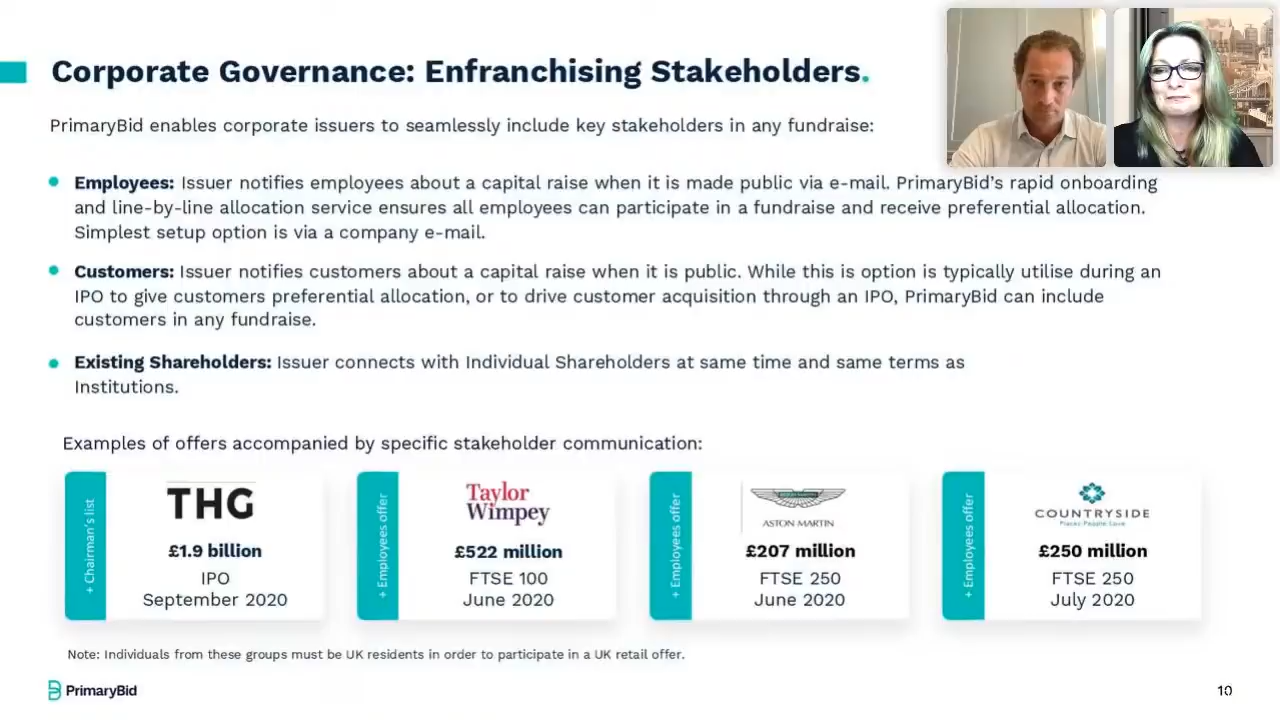 Corporate Governance: Enfranchising Stakeholders.
PrimaryBid enables corporate issuers to seamlessly include key stakeholders in any fundraise:
Employees: Issuer notifies employees about a capital raise when it is made public via e-mail. PrimaryBid's rapid onboarding
and line-by-line allocation service ensures all employees can participate in a fundraise and receive preferential allocation.
Simplest setup option is via a company e-mail.
Customers: Issuer notifies customers about a capital raise when it is public. While this is option is typically utilise during an
IPO to give customers preferential allocation, or to drive customer acquisition through an IPO, PrimaryBid can include
customers in any fundraise.
Existing Shareholders: Issuer connects with Individual Shareholders at same time and same terms as
Institutions.
Examples of offers accompanied by specific stakeholder communication:
+ Chairman's list
THG
£1.9 billion
IPO
September 2020
+ Employees offer
Taylor
Wimpey
£522 million
FTSE 100
June 2020
+ Employees offer
ASTON MARTIN
ASTON MARTIN
£207 million
FTSE 250
June 2020
+ Employees offer
COUNTRYSIDE
Places People Love
£250 million
FTSE 250
July 2020
Note: Individuals from these groups must be UK residents in order to participate in a UK retail offer.
PrimaryBid
10